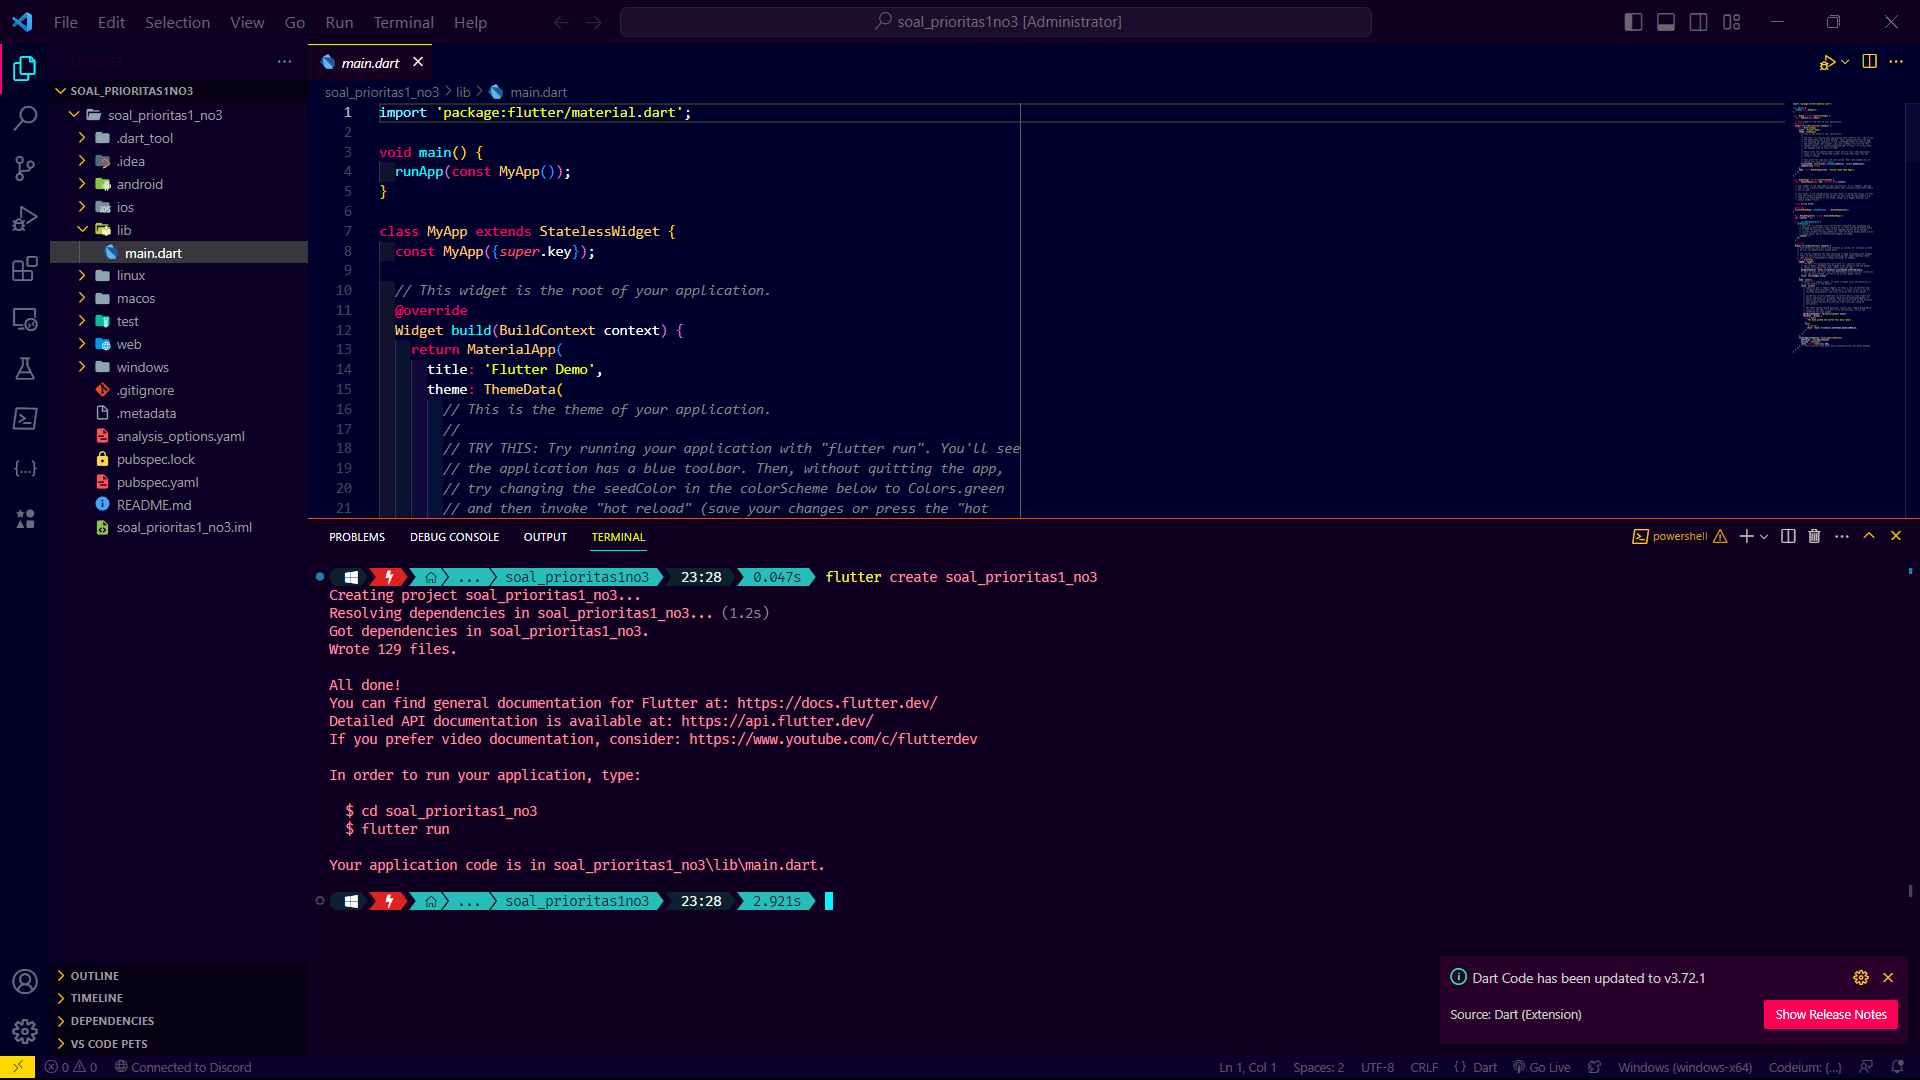 File Edit Selection View Go Run Terminal Help
soal_prioritas1no3 [Administrator]
EXPLORER
SOAL_PRIORITAS1NO3
soal_prioritas1_no3
.dart_tool
.idea
android
ios
lib
main.dart
linux
macos
test
web
windows
.gitignore
.metadata
analysis_options.yaml
pubspec.lock
pubspec.yaml
README.md
soal_prioritas1_no3.iml
OUTLINE
TIMELINE
DEPENDENCIES
VS CODE PETS
main.dart
soal_prioritas1_no3 > lib > main.dart
1 import 'package:flutter/material.dart';
2
3 void main() {
4 runApp(const MyApp());
5 }
6
7 class MyApp extends StatelessWidget {
8 const MyApp({super.key});
9
10 // This widget is the root of your application.
11 @override
12 Widget build(BuildContext context) {
13 return MaterialApp(
14 title: 'Flutter Demo',
15 theme: ThemeData(
16 // This is the theme of your application.
17 //
18 // TRY THIS: Try running your application with "flutter run". You'll see
19 // the application has a blue toolbar. Then, without quitting the app,
20 // try changing the seedColor in the colorScheme below to Colors.green
21 // and then invoke "hot reload" (save your changes or press the "hot
PROBLEMS DEBUG CONSOLE OUTPUT TERMINAL
powershell
... soal_prioritas1no3 23:28 0.047s flutter create soal_prioritas1_no3
Creating project soal_prioritas1_no3...
Resolving dependencies in soal_prioritas1_no3... (1.2s)
Got dependencies in soal_prioritas1_no3.
Wrote 129 files.
All done!
You can find general documentation for Flutter at: https://docs.flutter.dev/
Detailed API documentation is available at: https://api.flutter.dev/
If you prefer video documentation, consider: https://www.youtube.com/c/flutterdev
In order to run your application, type:
$ cd soal_prioritas1_no3
$ flutter run
Your application code is in soal_prioritas1_no3\lib\main.dart.
... soal_prioritas1no3 23:28 2.921s
Dart Code has been updated to v3.72.1
Source: Dart (Extension)
Show Release Notes
0 0 Connected to Discord
Ln 1, Col 1 Spaces: 2 UTF-8 CRLF {} Dart Go Live Windows (windows-x64) Codeium: {...}